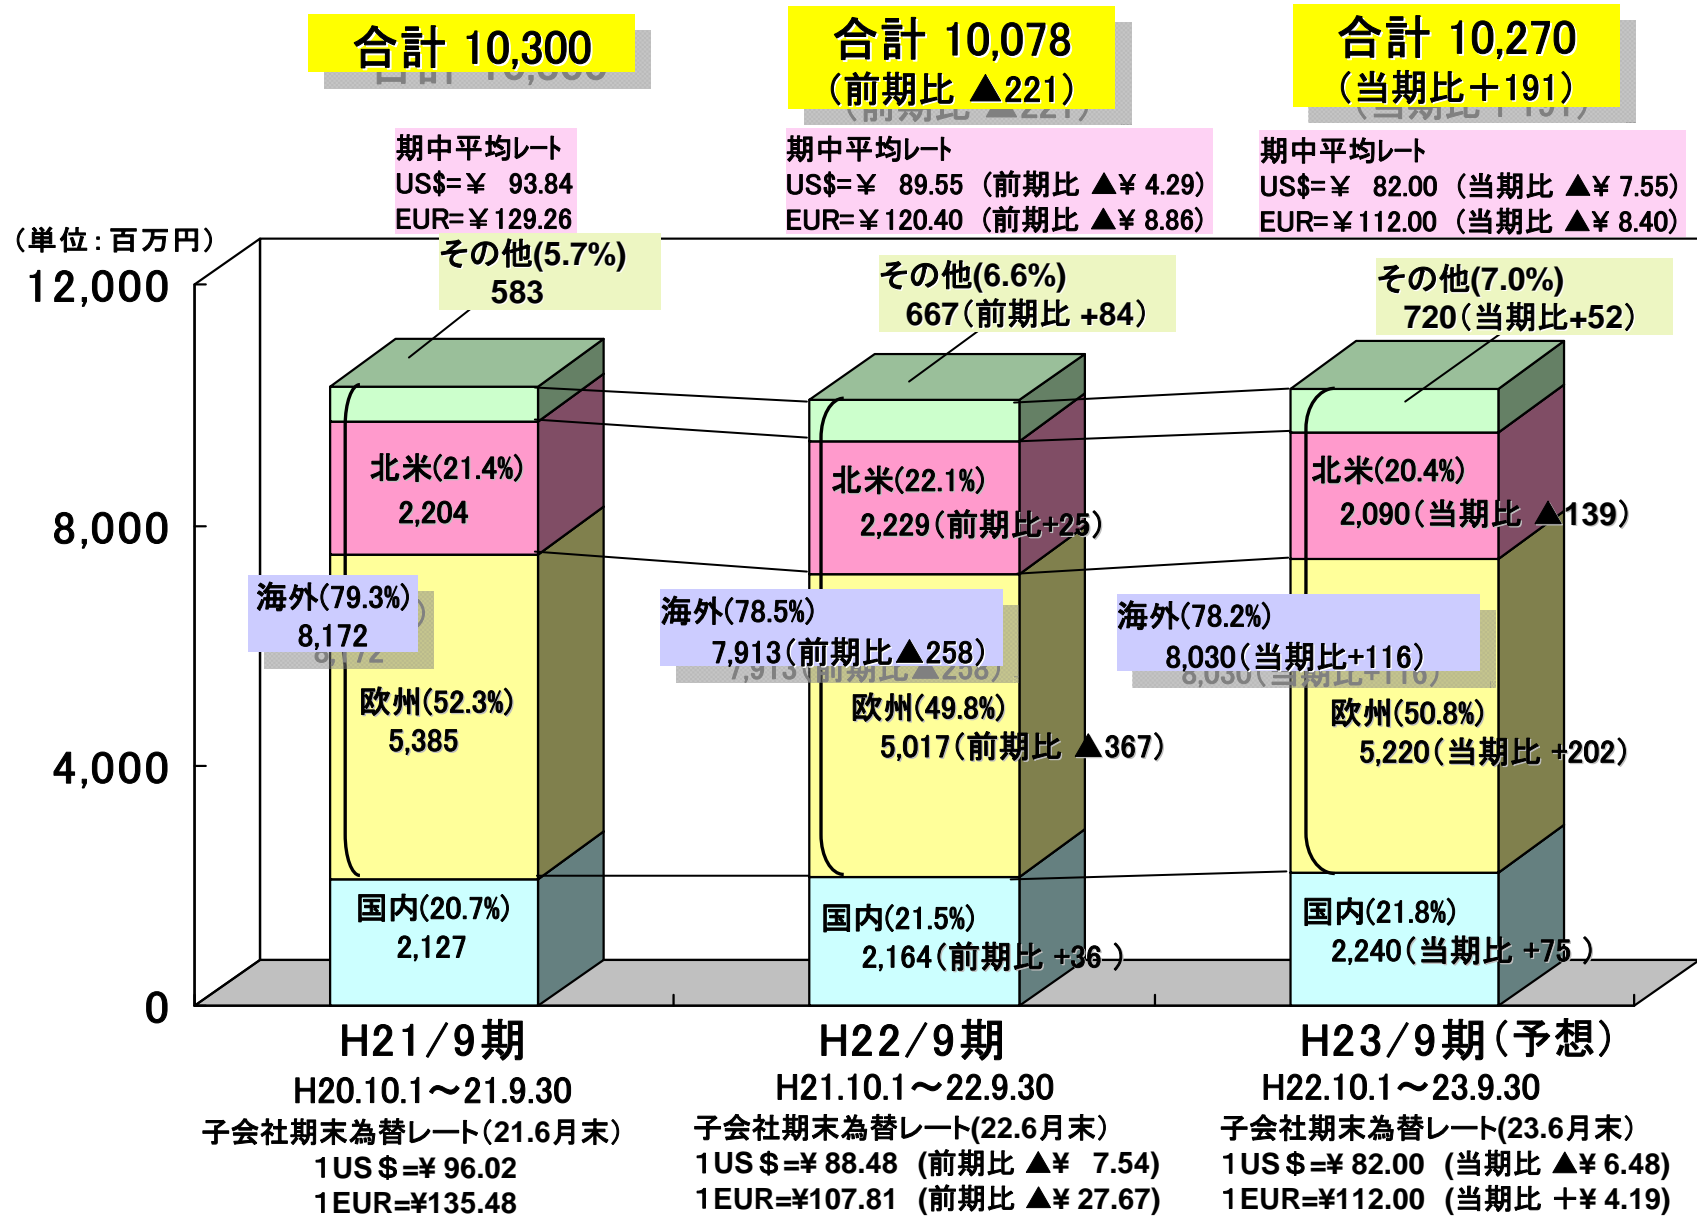 合計 10,300
合計 10,078
(前期比 ▲221)
合計 10,270
(当期比＋191)
期中平均レート
US$=￥ 93.84
EUR=￥129.26
期中平均レート
US$=￥ 89.55 (前期比 ▲¥ 4.29)
EUR=￥120.40 (前期比 ▲¥ 8.86)
期中平均レート
US$=￥ 82.00 (当期比 ▲¥ 7.55)
EUR=￥112.00 (当期比 ▲¥ 8.40)
(単位：百万円)
12,000
8,000
4,000
0
その他(5.7%)
583
北米(21.4%)
2,204
海外(79.3%)
8,172
欧州(52.3%)
5,385
国内(20.7%)
2,127
その他(6.6%)
667(前期比 +84)
北米(22.1%)
2,229(前期比+25)
海外(78.5%)
7,913(前期比▲258)
欧州(49.8%)
5,017(前期比 ▲367)
国内(21.5%)
2,164(前期比 +36 )
その他(7.0%)
720(当期比+52)
北米(20.4%)
2,090(当期比 ▲139)
海外(78.2%)
8,030(当期比+116)
欧州(50.8%)
5,220(当期比 +202)
国内(21.8%)
2,240(当期比 +75 )
H21/9期
H20.10.1～21.9.30
子会社期末為替レート(21.6月末)
1US＄=¥ 96.02
1EUR=¥135.48
H22/9期
H21.10.1～22.9.30
子会社期末為替レート(22.6月末)
1US＄=¥ 88.48 (前期比 ▲¥ 7.54)
1EUR=¥107.81 (前期比 ▲¥ 27.67)
H23/9期(予想)
H22.10.1～23.9.30
子会社期末為替レート(23.6月末)
1US＄=¥ 82.00 (当期比 ▲¥ 6.48)
1EUR=¥112.00 (当期比 ＋¥ 4.19)